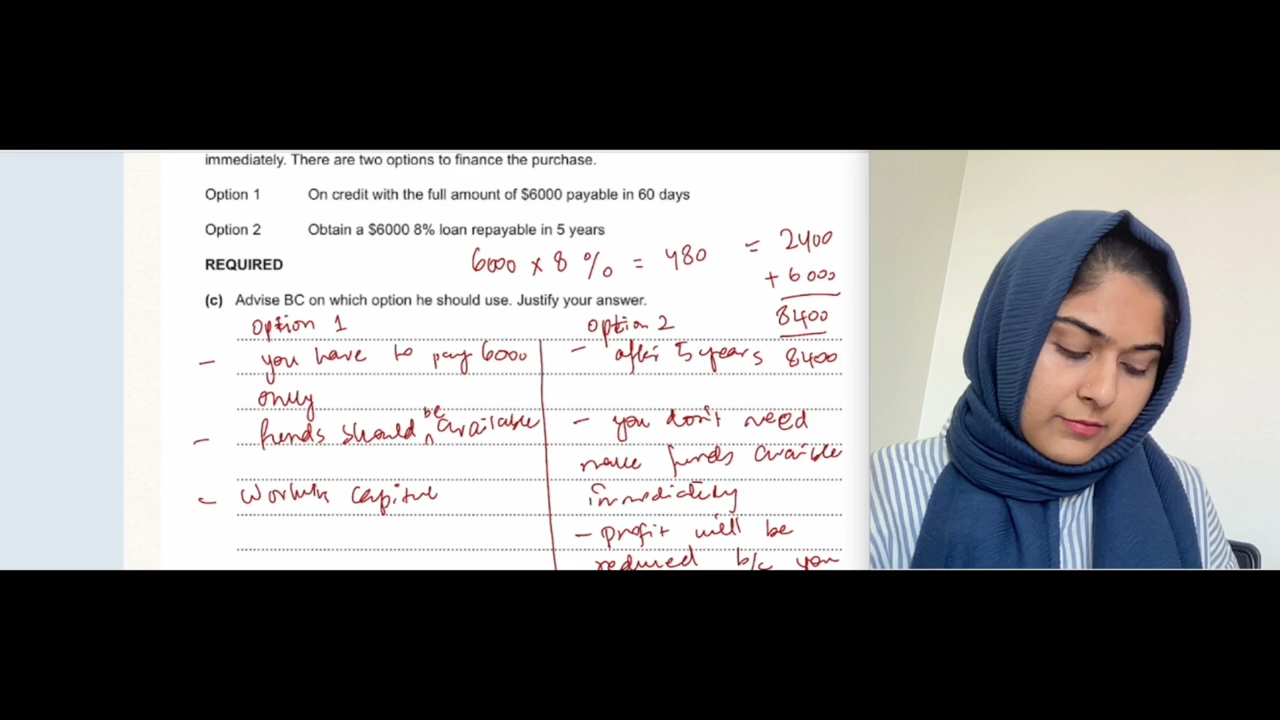 immediately. There are two options to finance the purchase.
Option 1 On credit with the full amount of $6000 payable in 60 days
Option 2 Obtain a $6000 8% loan repayable in 5 years
= 2400
6000 x 8 % = 480
+ 6000
REQUIRED
8400
(c) Advise BC on which option he should use. Justify your answer.
option 1
option 2
- you have to pay 6000
only
- after 5 years 8400
- funds should be available
- you don't need
funds
immediately
- capital
- profit will be
reduced b/c you